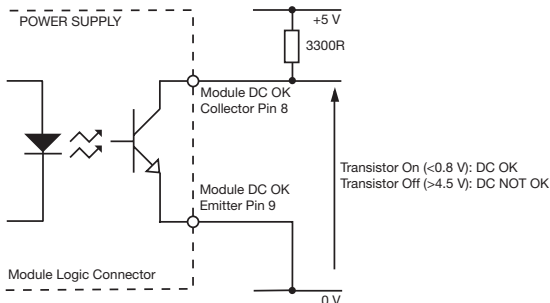 POWER SUPPLY
+5 V
3300R
Module DC OK
Collector Pin 8
Transistor On (<0.8 V): DC OK
Transistor Off (>4.5 V): DC NOT OK
Module DC OK
Emitter Pin 9
Module Logic Connector
0 V